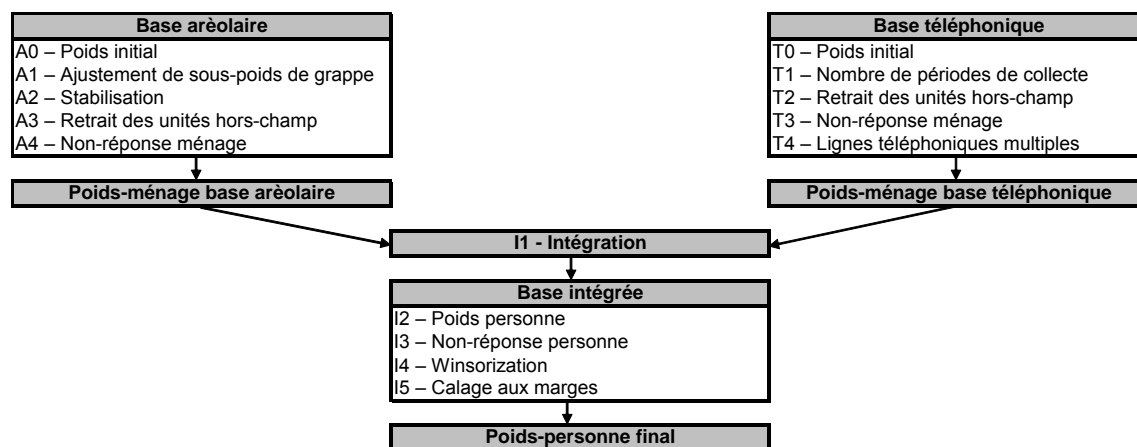 Base arèolaire
A0 – Poids initial
A1 – Ajustement de sous-poids de grappe
A2 – Stabilisation
A3 – Retrait des unités hors-champ
A4 – Non-réponse ménage
Poids-ménage base arèolaire
Base téléphonique
T0 – Poids initial
T1 – Nombre de périodes de collecte
T2 – Retrait des unités hors-champ
T3 – Non-réponse ménage
T4 – Lignes téléphoniques multiples
Poids-ménage base téléphonique
I1 - Intégration
Base intégrée
I2 – Poids personne
I3 – Non-réponse personne
I4 – Winsorization
I5 – Calage aux marges
Poids-personne final